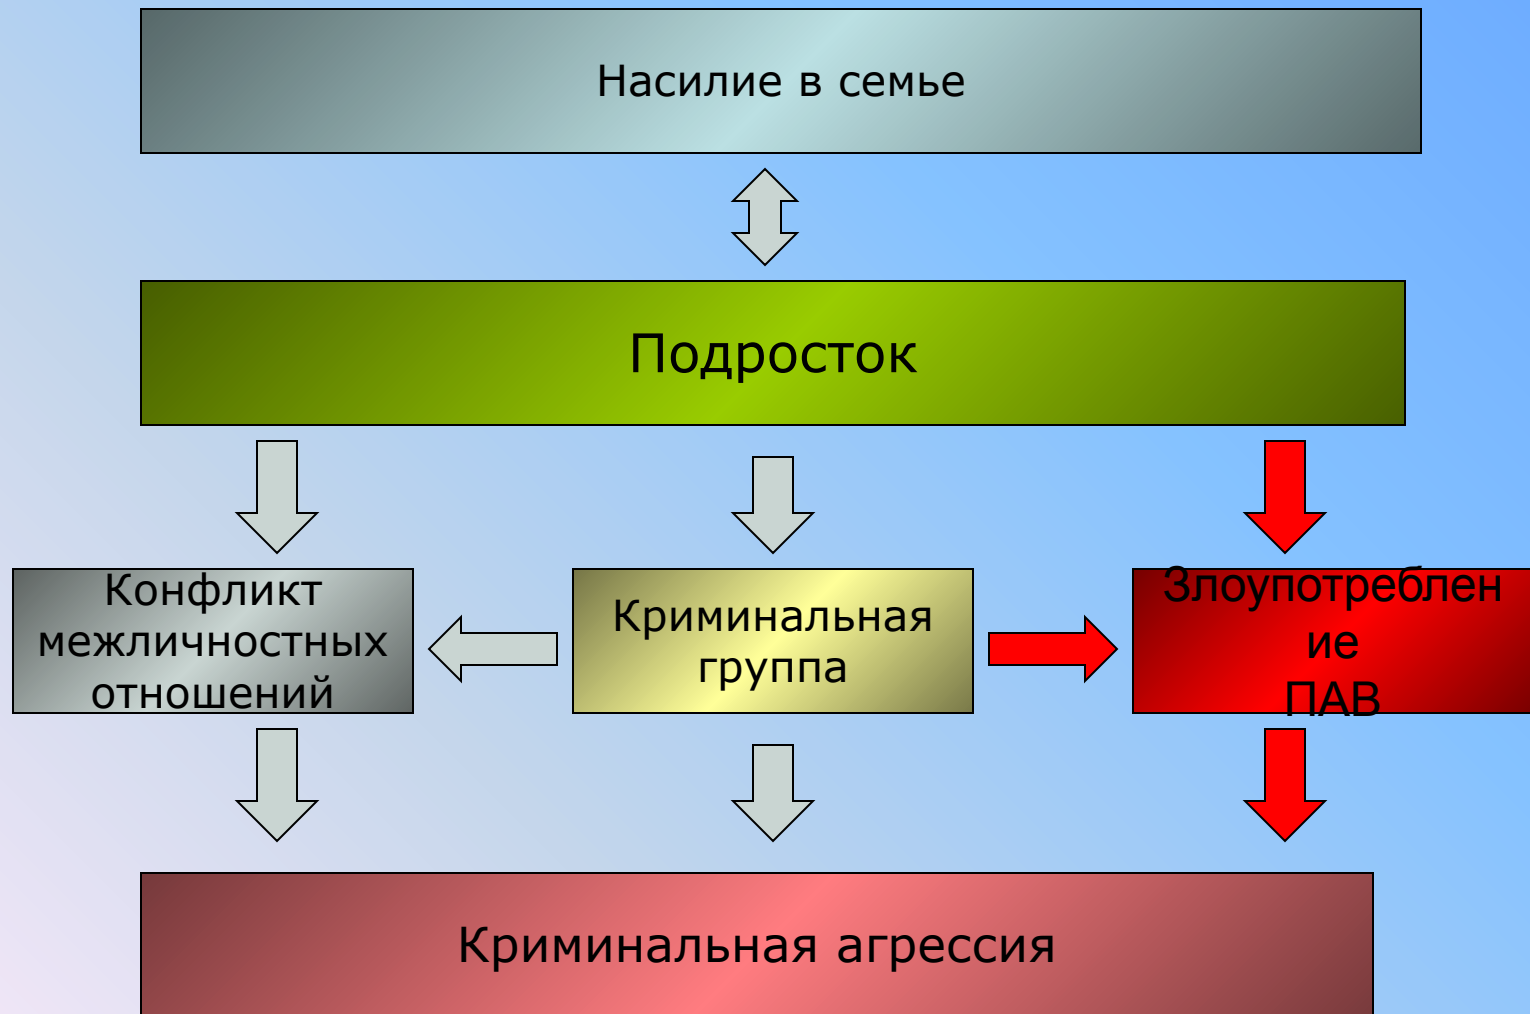 Насилие в семье
Подросток
Конфликт
межличностных
отношений
Криминальная
группа
Злоупотреблен
ие
ПАВ
Криминальная агрессия